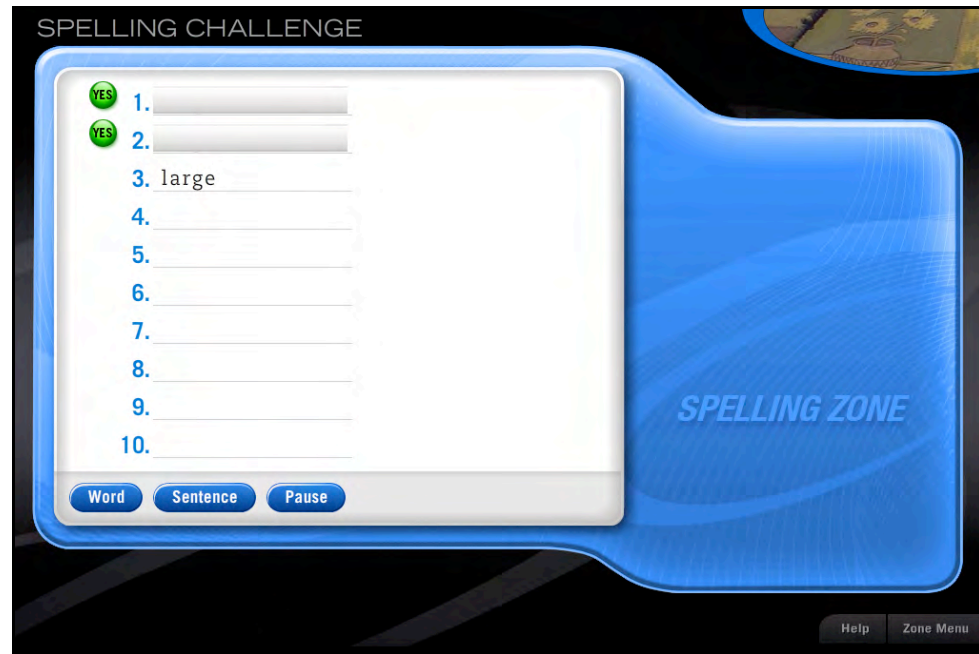 SPELLING CHALLENGE
YES 1.
YES 2.
3. large
4.
5.
6.
7.
8.
9.
10.
SPELLING ZONE
Word Sentence Pause
Help Zone Menu